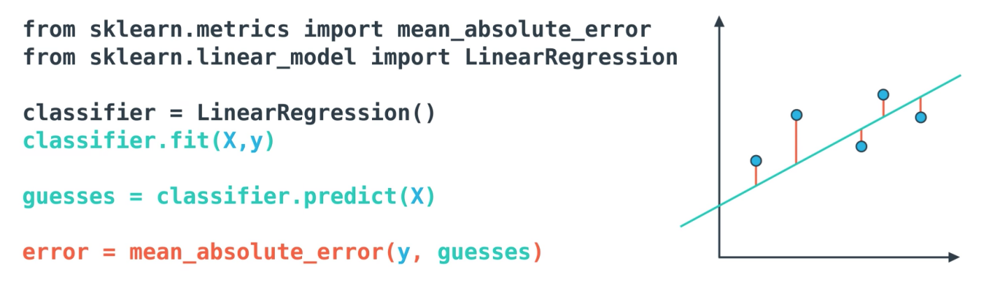 from sklearn.metrics import mean_absolute_error
from sklearn.linear_model import LinearRegression
classifier = LinearRegression()
classifier.fit(X,y)
guesses = classifier.predict(X)
error = mean_absolute_error(y, guesses)